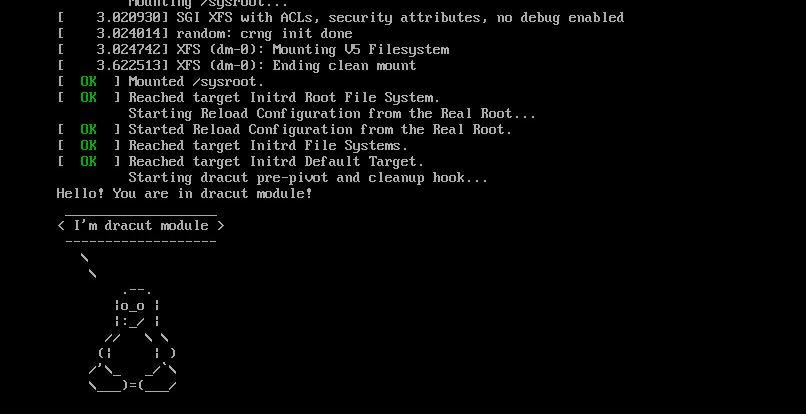 Mounting /sysroot...
[    3.020930] SGI XFS with ACLs, security attributes, no debug enabled
[    3.024014] random: crng init done
[    3.024742] XFS (dm-0): Mounting V5 Filesystem
[    3.622513] XFS (dm-0): Ending clean mount
[  OK  ] Mounted /sysroot.
[  OK  ] Reached target Initrd Root File System.
         Starting Reload Configuration from the Real Root...
[  OK  ] Started Reload Configuration from the Real Root.
[  OK  ] Reached target Initrd File Systems.
[  OK  ] Reached target Initrd Default Target.
         Starting dracut pre-pivot and cleanup hook...
Hello! You are in dracut module!
 ___________________
< I'm dracut module >
 -------------------
   \
    \
        .--.
       |o_o |
       |:_/ |
      //   \ \
     (|     | )
    /'\_   _/`\
    \___)=(___/